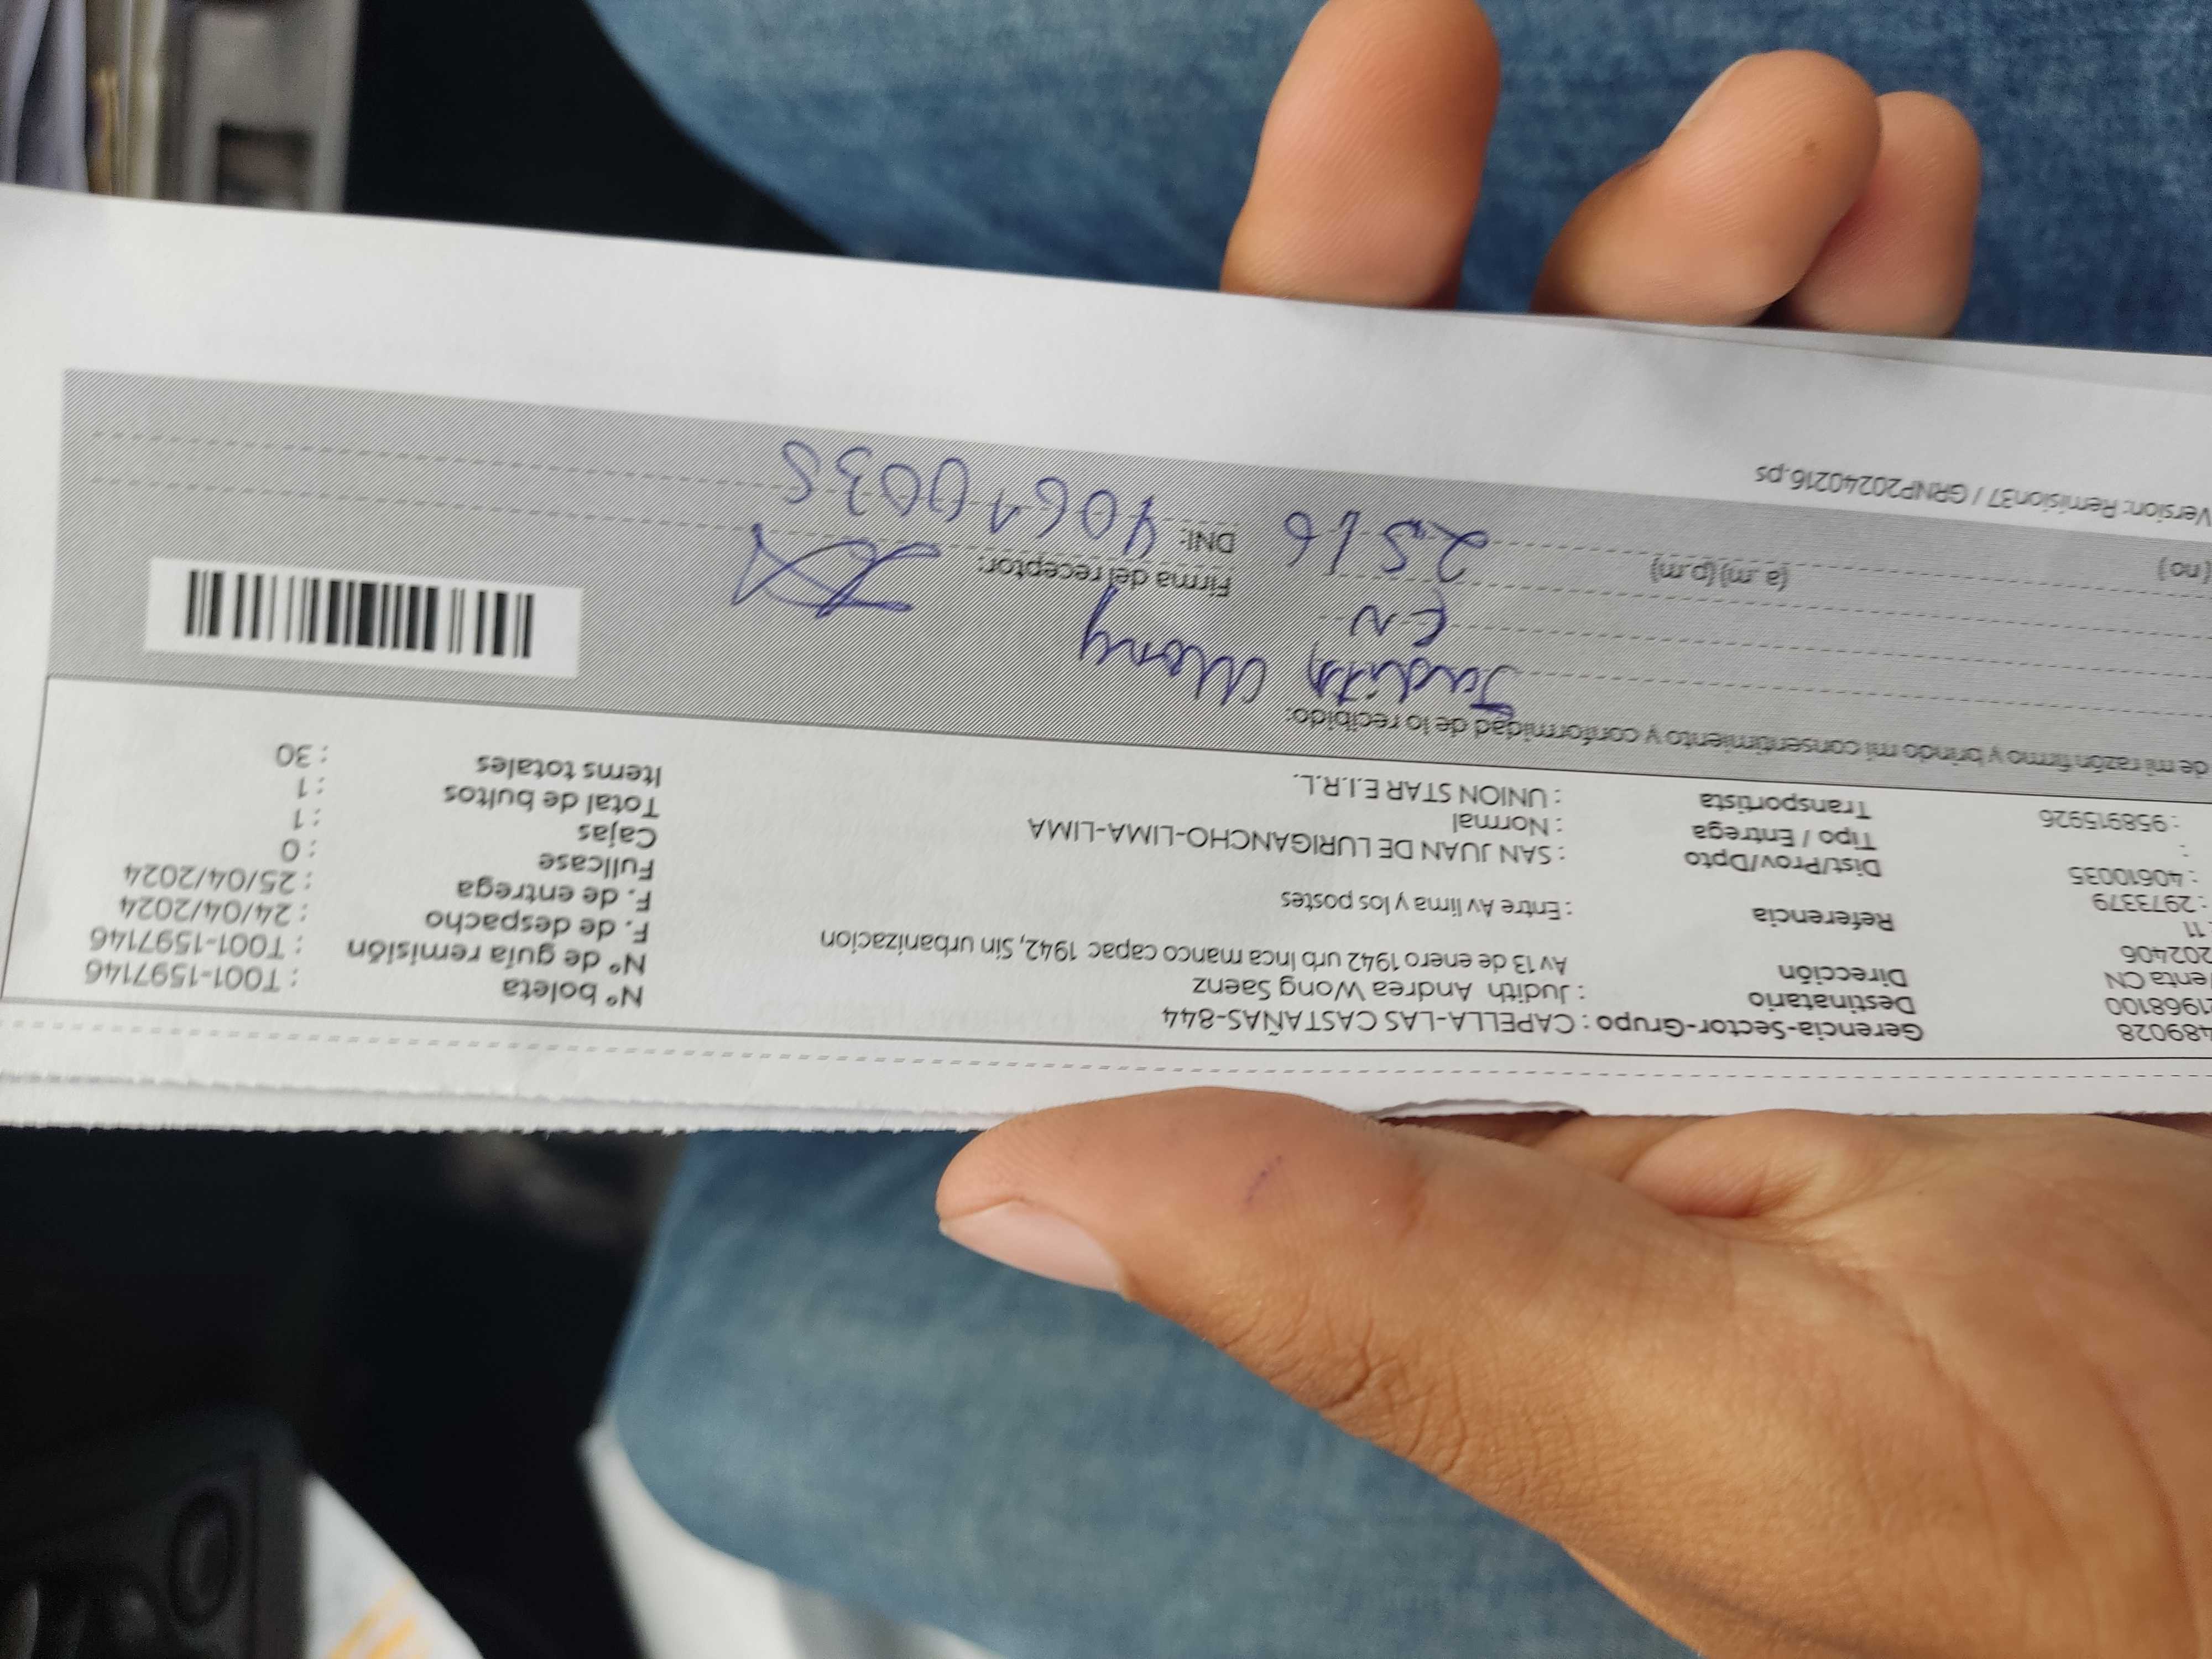 489028 Gerencia-Sector-Grupo : CAPELLA-LAS CASTAÑAS-844
21968100 Destinatario : Judith Andrea Wong Saenz Nº boleta : T001-1597146
enta CN Dirección Av 13 de enero 1942 urb Inca manco capac 1942, Sin urbanizacion Nº de guía remisión : T001-1597146
202406 F. de despacho : 24/04/2024
11 Referencia : Entre Av lima y los postes F. de entrega : 25/04/2024
: 2973379 Fullcase : 0
: 40610035 Dist/Prov/Dpto : SAN JUAN DE LURIGANCHO-LIMA-LIMA Cajas : 1
: Tipo / Entrega : Normal Total de bultos : 1
: 958915926 Transportista : UNION STAR E.I.R.L. Items totales : 30
de mi razón firmo y brindo mi consentimiento y conformidad de lo recibido:
Judith Wong
EN
Firma del receptor:
(no) (a.m) (p.m) DNI: 40610035
Version: Remision37 / GRNP20240216.ps